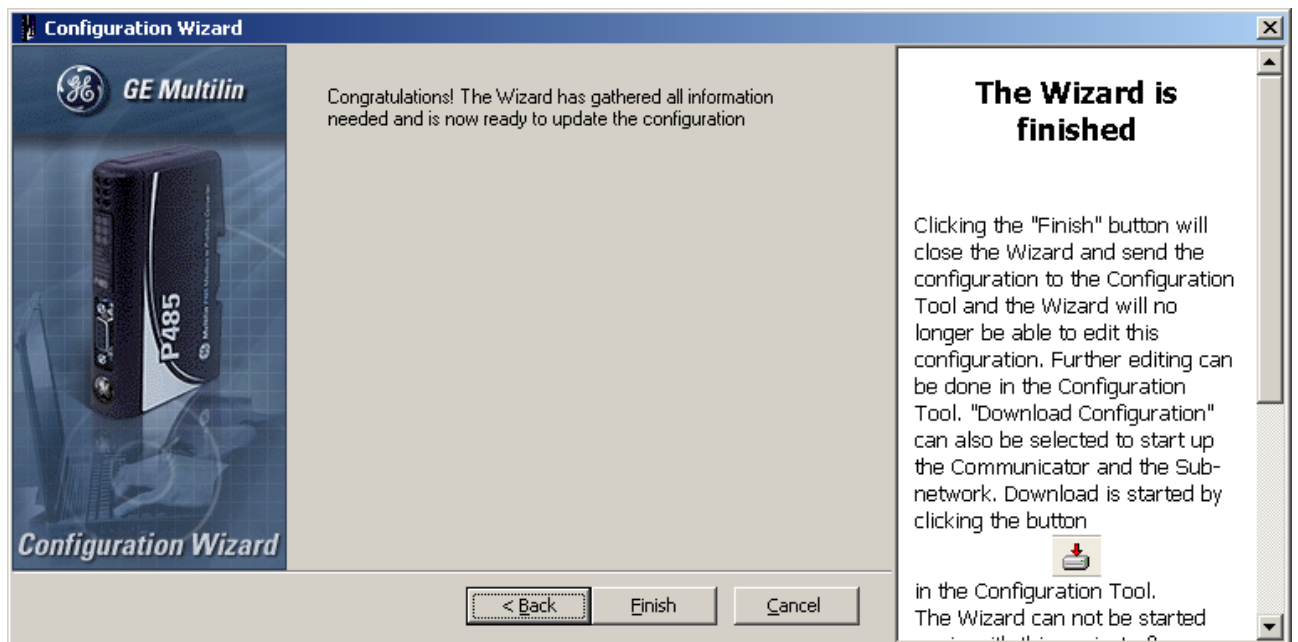 Configuration Wizard
GE Multilin
P485
Configuration Wizard
Congratulations! The Wizard has gathered all information
needed and is now ready to update the configuration
< Back
Finish
Cancel
The Wizard is
finished
Clicking the "Finish" button will
close the Wizard and send the
configuration to the Configuration
Tool and the Wizard will no
longer be able to edit this
configuration. Further editing can
be done in the Configuration
Tool. "Download Configuration"
can also be selected to start up
the Communicator and the Sub-
network. Download is started by
clicking the button
in the Configuration Tool.
The Wizard can not be started